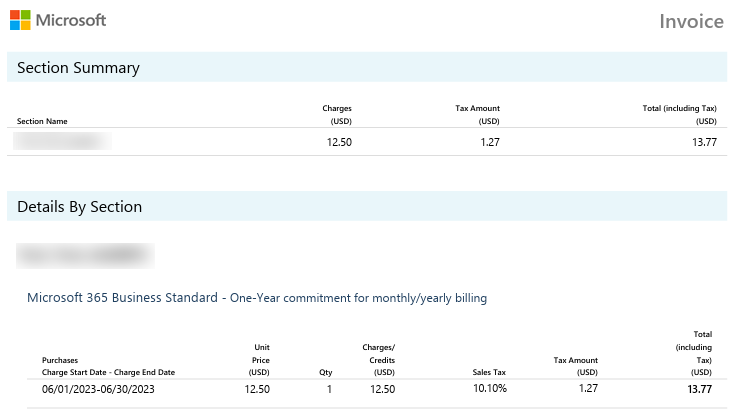 Microsoft Invoice
Section Summary
Charges Tax Amount Total (including Tax)
Section Name (USD) (USD) (USD)
12.50 1.27 13.77
Details By Section
Microsoft 365 Business Standard - One-Year commitment for monthly/yearly billing
Total
Unit Charges/ (including
Purchases Price Credits Tax Amount Tax)
Charge Start Date - Charge End Date (USD) Qty (USD) Sales Tax (USD) (USD)
06/01/2023-06/30/2023 12.50 1 12.50 10.10% 1.27 13.77